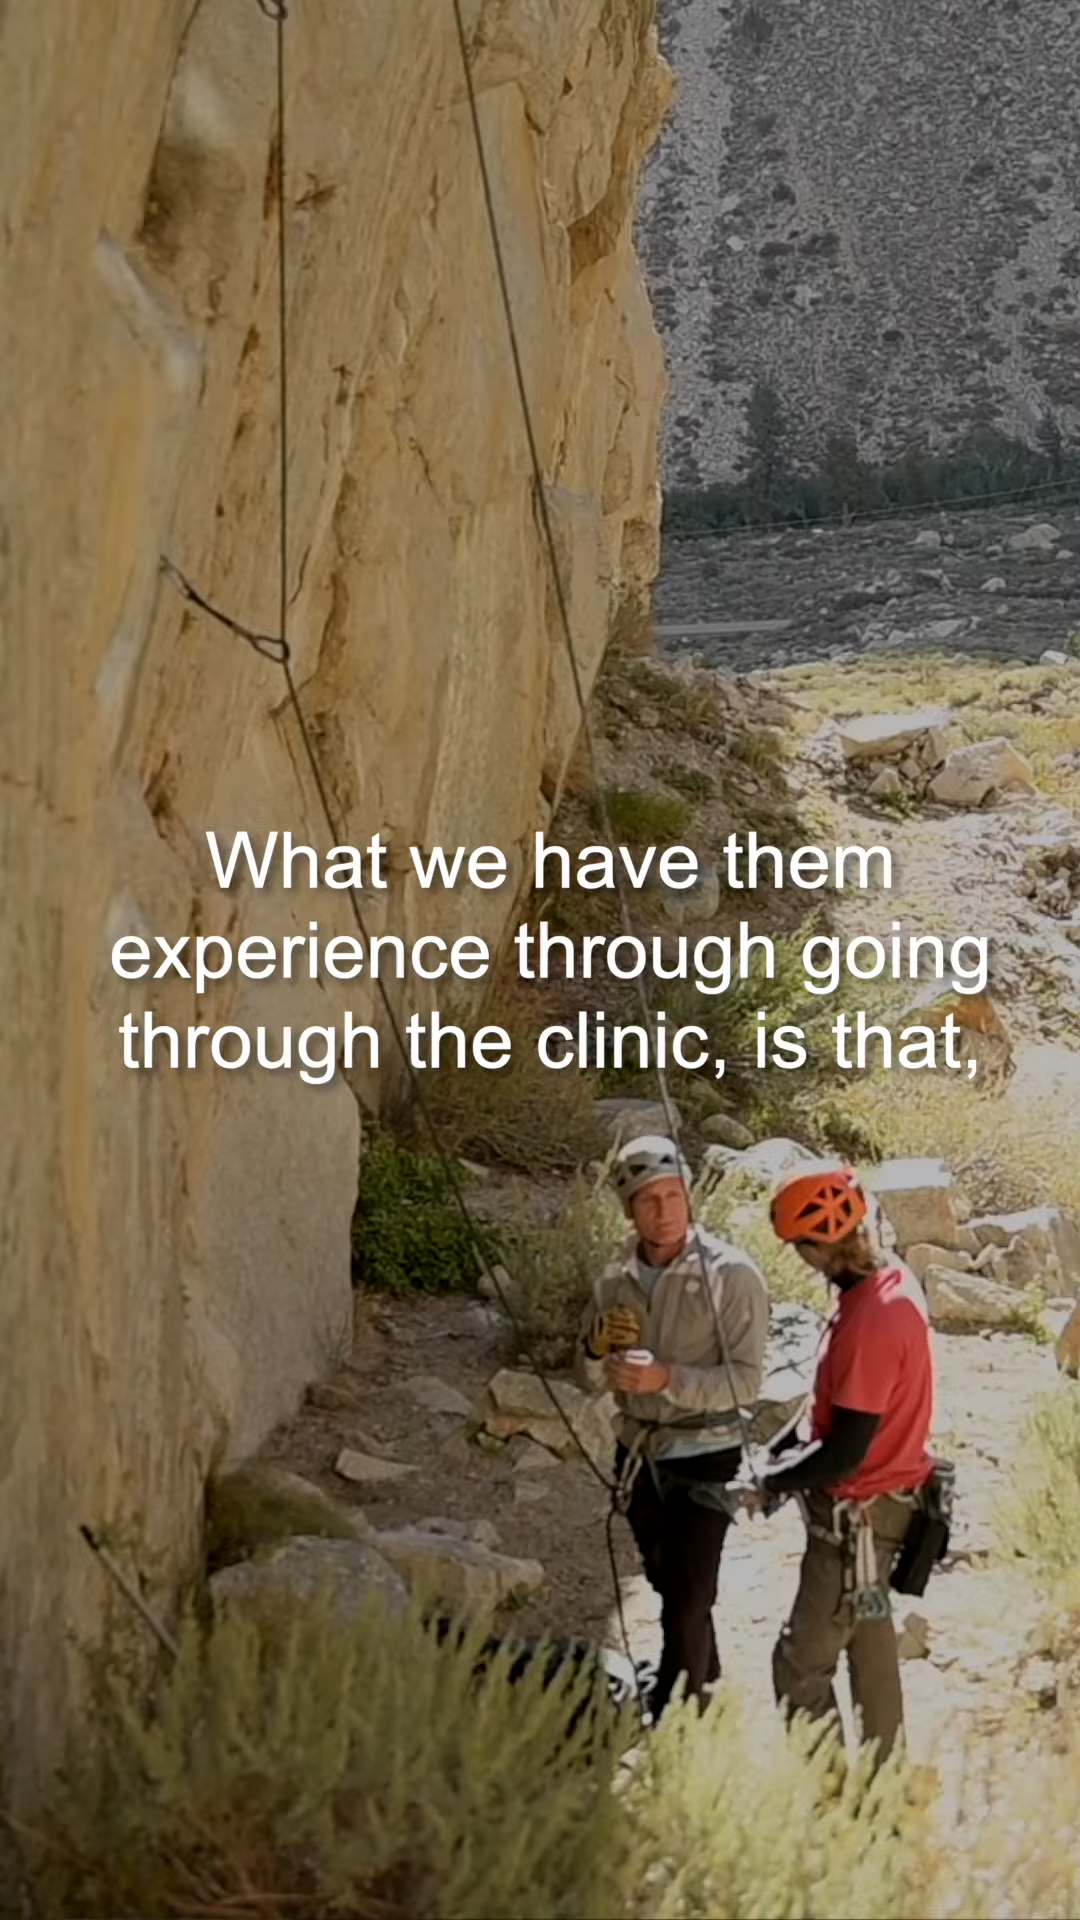 What we have them
experience through going
through the clinic, is that,